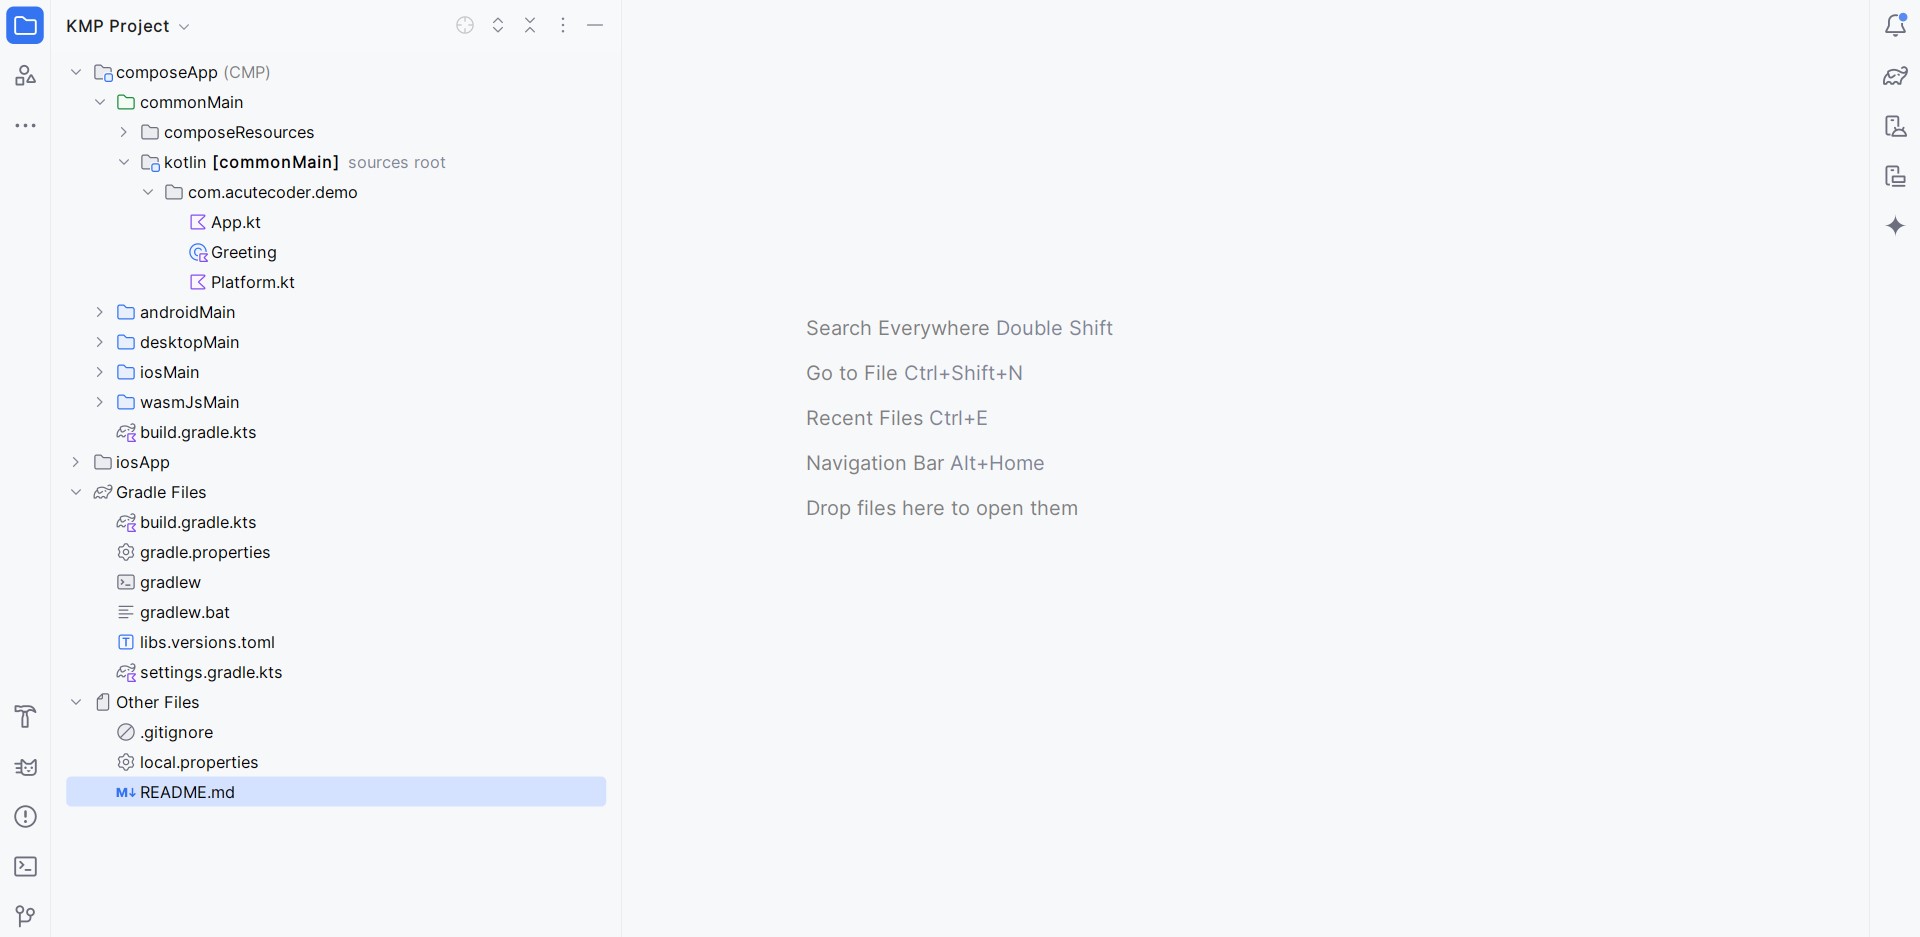 KMP Project
composeApp (CMP)
commonMain
composeResources
kotlin [commonMain] sources root
com.acutecoder.demo
App.kt
Greeting
Platform.kt
androidMain
desktopMain
iosMain
wasmJsMain
build.gradle.kts
iosApp
Gradle Files
build.gradle.kts
gradle.properties
gradlew
gradlew.bat
libs.versions.toml
settings.gradle.kts
Other Files
.gitignore
local.properties
M↓ README.md
Search Everywhere Double Shift
Go to File Ctrl+Shift+N
Recent Files Ctrl+E
Navigation Bar Alt+Home
Drop files here to open them